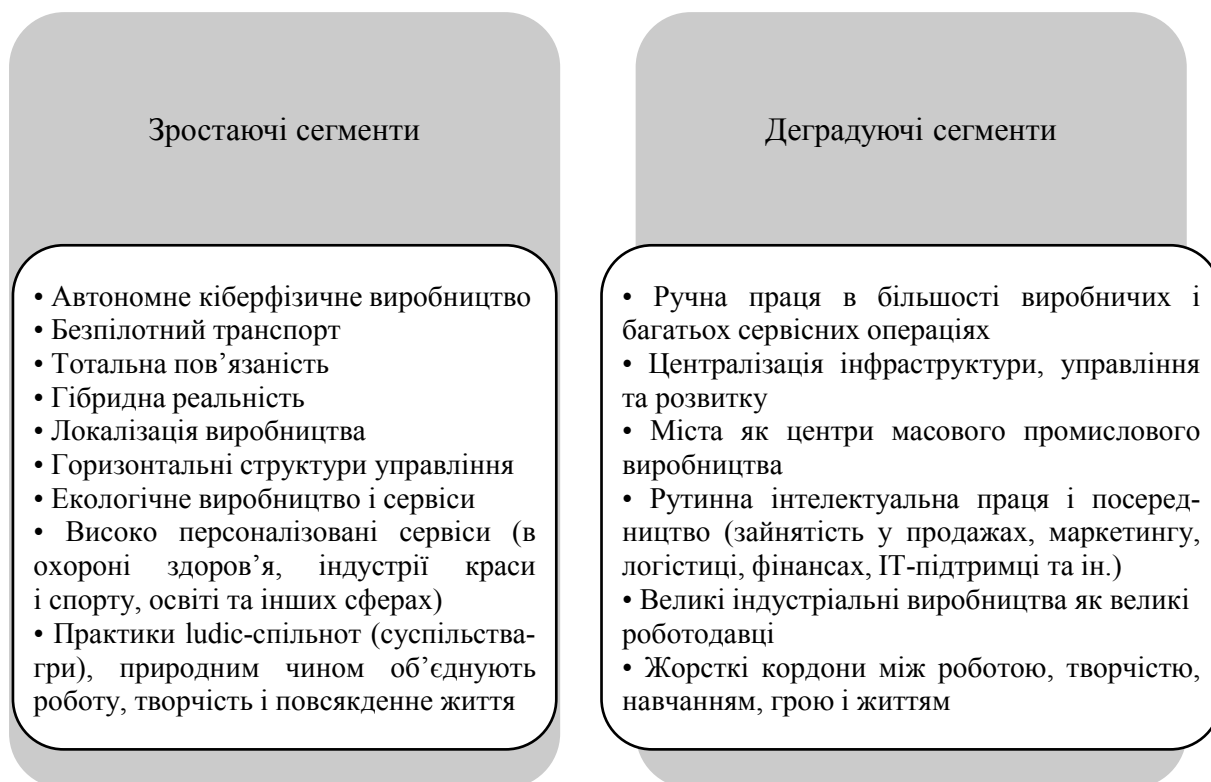 Зростаючі сегменти
• Автономне кіберфізичне виробництво
• Безпілотний транспорт
• Тотальна пов’язаність
• Гібридна реальність
• Локалізація виробництва
• Горизонтальні структури управління
• Екологічне виробництво і сервіси
• Високо персоналізовані сервіси (в
охороні здоров’я, індустрії краси
і спорту, освіті та інших сферах)
• Практики ludic-спільнот (суспільства-
гри), природним чином об’єднують
роботу, творчість і повсякденне життя
Деградуючі сегменти
• Ручна праця в більшості виробничих і
багатьох сервісних операціях
• Централізація інфраструктури, управління
та розвитку
• Міста як центри масового промислового
виробництва
• Рутинна інтелектуальна праця і посеред-
ництво (зайнятість у продажах, маркетингу,
логістиці, фінансах, ІТ-підтримці та ін.)
• Великі індустріальні виробництва як великі
роботодавці
• Жорсткі кордони між роботою, творчістю,
навчанням, грою і життям